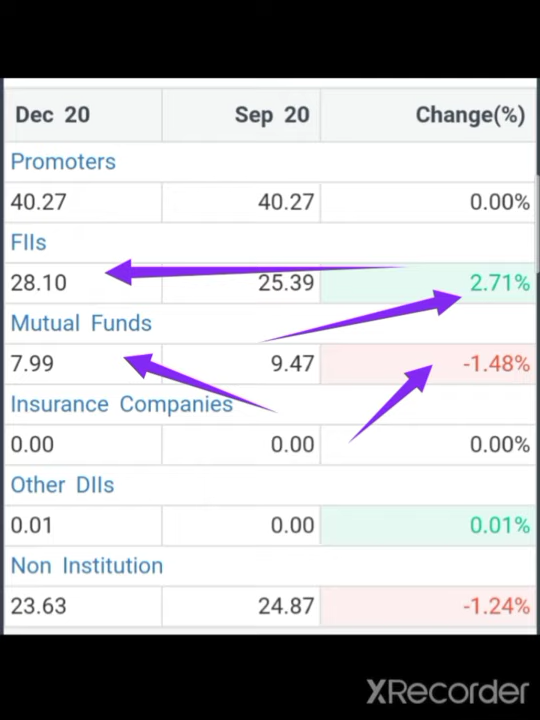 Dec 20 Sep 20 Change(%)
Promoters
40.27 40.27 0.00%
FIIs
28.10 25.39 2.71%
Mutual Funds
7.99 9.47 -1.48%
Insurance Companies
0.00 0.00 0.00%
Other DIIs
0.01 0.00 0.01%
Non Institution
23.63 24.87 -1.24%
XRecorder